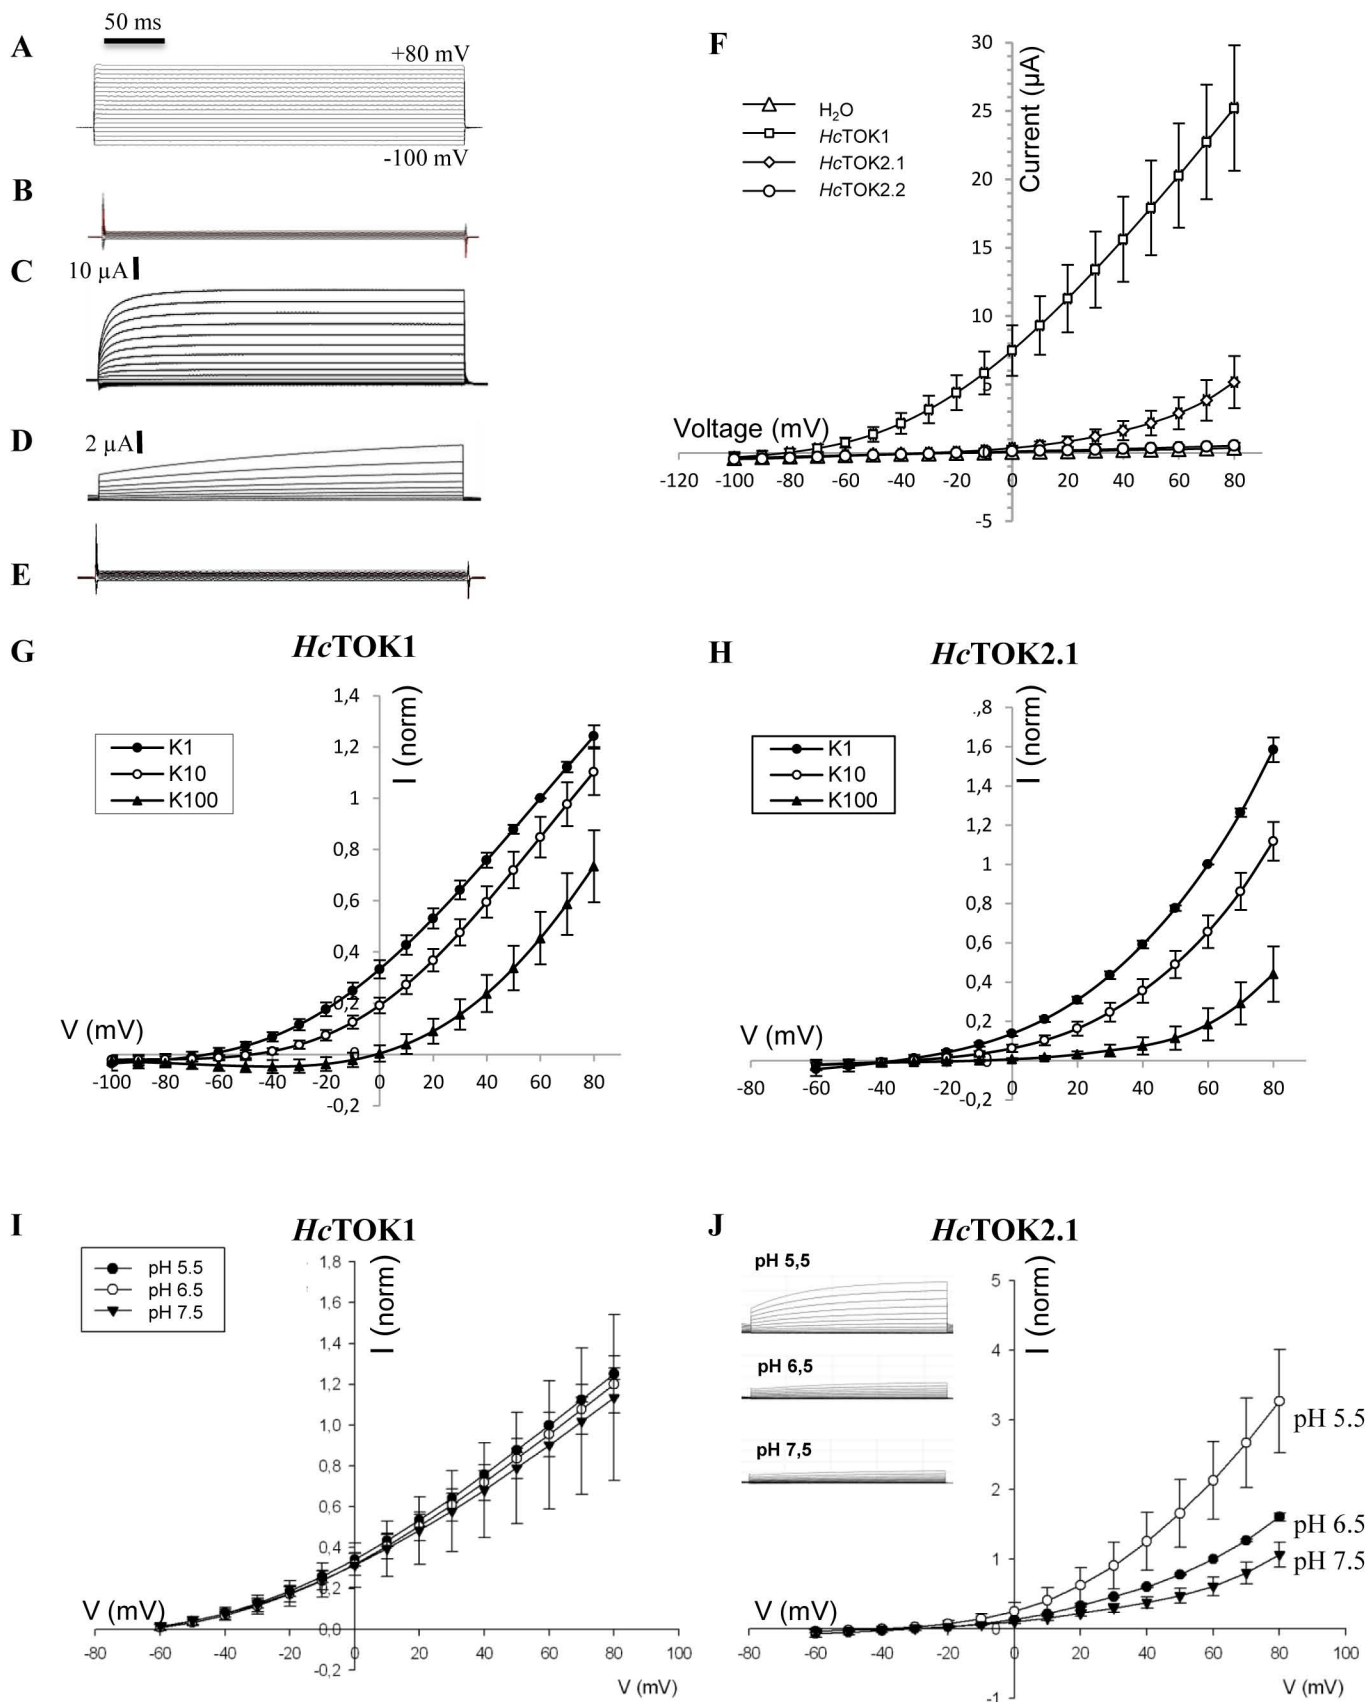 A
50 ms
+80 mV
-100 mV
B
C
10 µA
D
2 µA
E
F
H₂O
HcTOK1
HcTOK2.1
HcTOK2.2
Current (µA)
30
25
20
15
10
5
-5
Voltage (mV)
-120 -100 -80 -60 -40 -20 0 20 40 60 80
G
HcTOK1
K1
K10
K100
I (norm)
1,4
1,2
1
0,8
0,6
0,4
0,2
0
-0,2
V (mV)
-100 -80 -60 -40 -20 0 20 40 60 80
H
HcTOK2.1
K1
K10
K100
I (norm)
,8
1,6
1,4
1,2
1
0,8
0,6
0,4
0,2
0
-0,2
V (mV)
-80 -60 -40 -20 0 20 40 60 80
I
HcTOK1
pH 5.5
pH 6.5
pH 7.5
I (norm)
1,8
1,6
1,4
1,2
1,0
0,8
0,6
0,4
0,2
0,0
-0,2
V (mV)
-80 -60 -40 -20 0 20 40 60 80 100
V (mV)
J
HcTOK2.1
pH 5,5
pH 6,5
pH 7,5
I (norm)
5
4
3
2
1
0
-1
pH 5.5
pH 6.5
pH 7.5
V (mV)
-80 -60 -40 -20 0 20 40 60 80 100
V (mV)